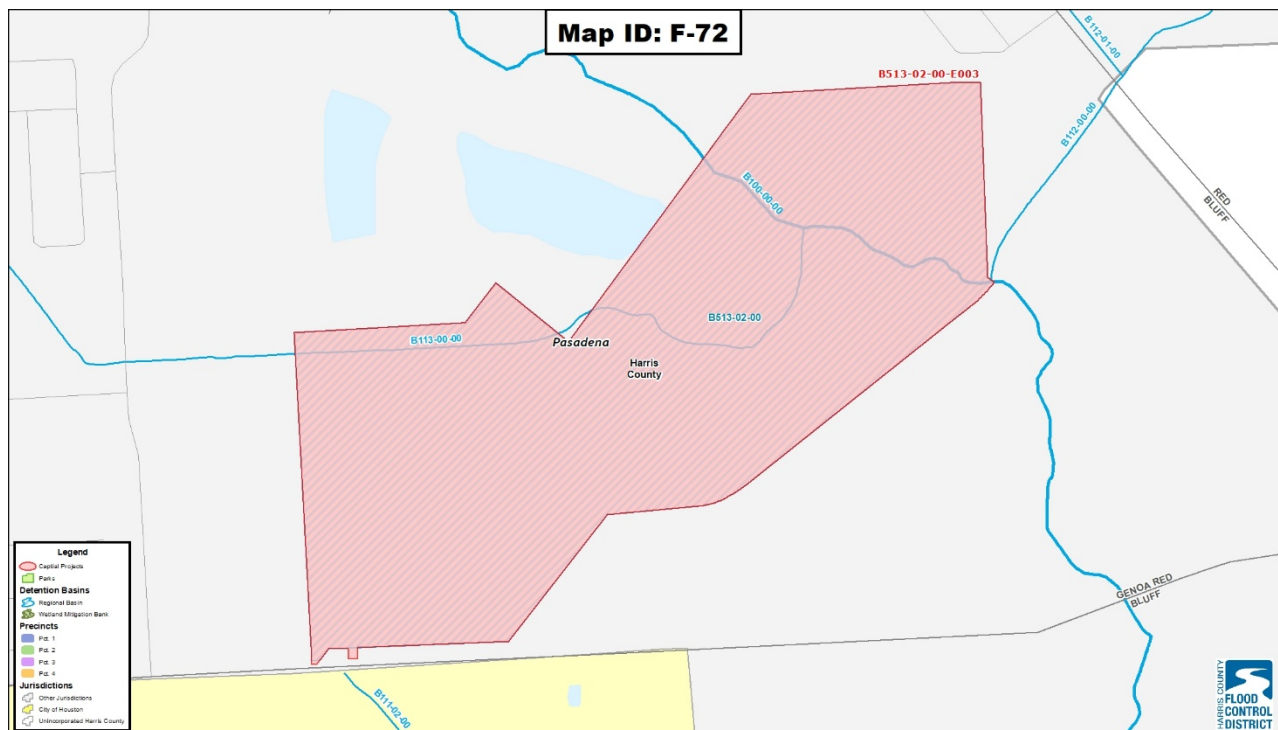 Map ID: F-72
B112-01-00
B513-02-00-E003
B112-00-00
RED
BLUFF
B100-00-00
B513-02-00
B113-00-00
Pasadena
Harris
County
GENOA RED
BLUFF
B111-02-00
Legend
Captial Projects
Parks
Detention Basins
Regional Basin
Wetland Mitigation Bank
Precincts
Pct. 1
Pct. 2
Pct. 3
Pct. 4
Jurisdictions
Other Jurisdictions
City of Houston
Unincorporated Harris County
HARRIS COUNTY
FLOOD
CONTROL
DISTRICT